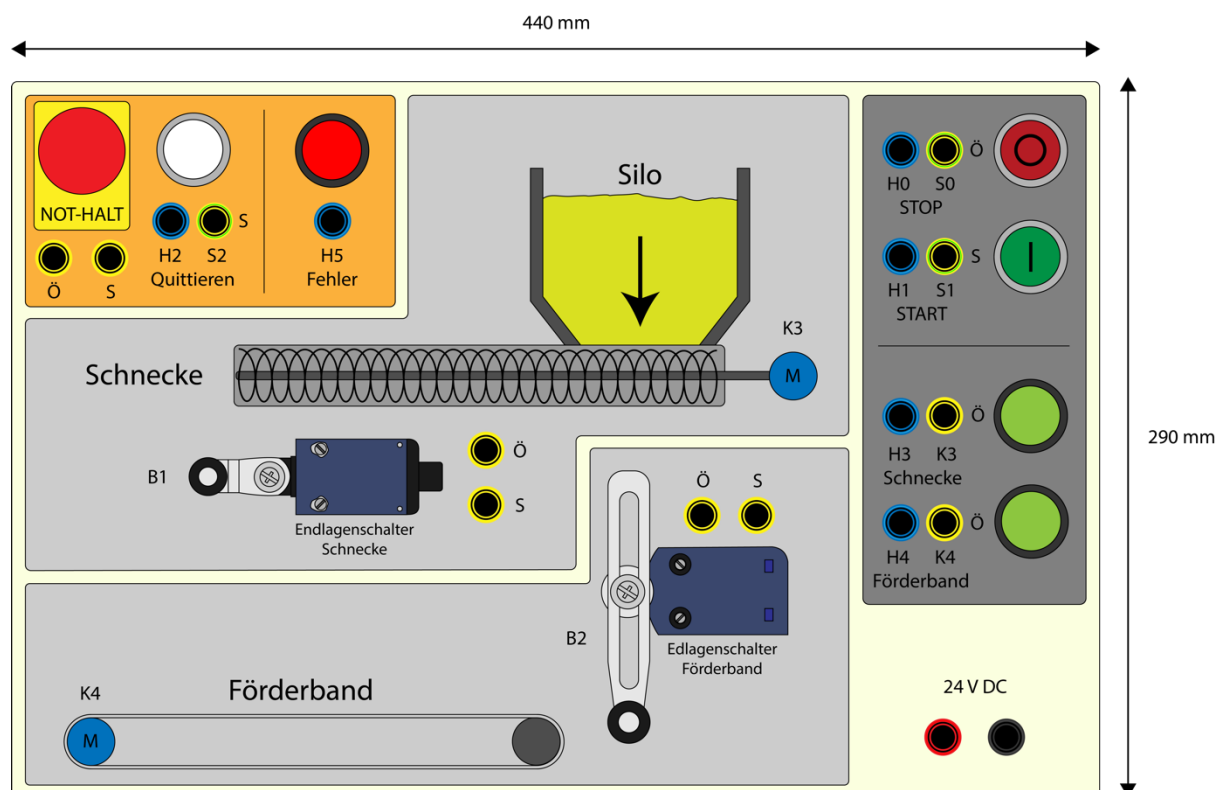 440 mm
290 mm
NOT-HALT
Ö S
S
H2 S2
Quittieren
H5
Fehler
Silo
K3
M
Schnecke
B1
Ö
S
Endlagenschalter
Schnecke
Ö S
B2
Edlagenschalter
Förderband
K4
Förderband
M
Ö
H0 S0
STOP
S
H1 S1
START
Ö
H3 K3
Schnecke
Ö
H4 K4
Förderband
24 V DC